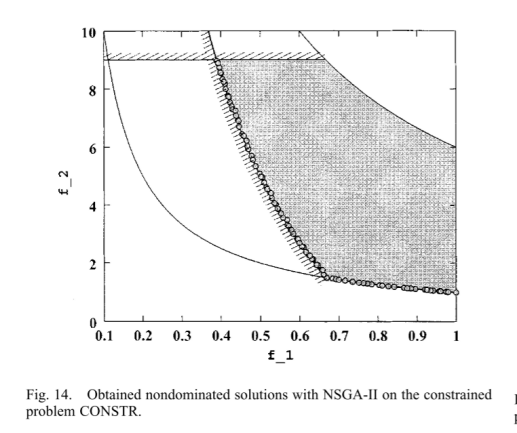 10
8
6
4
2
0
f_2
0.1 0.2 0.3 0.4 0.5 0.6 0.7 0.8 0.9 1
f_1
Fig. 14. Obtained nondominated solutions with NSGA-II on the constrained
problem CONSTR.